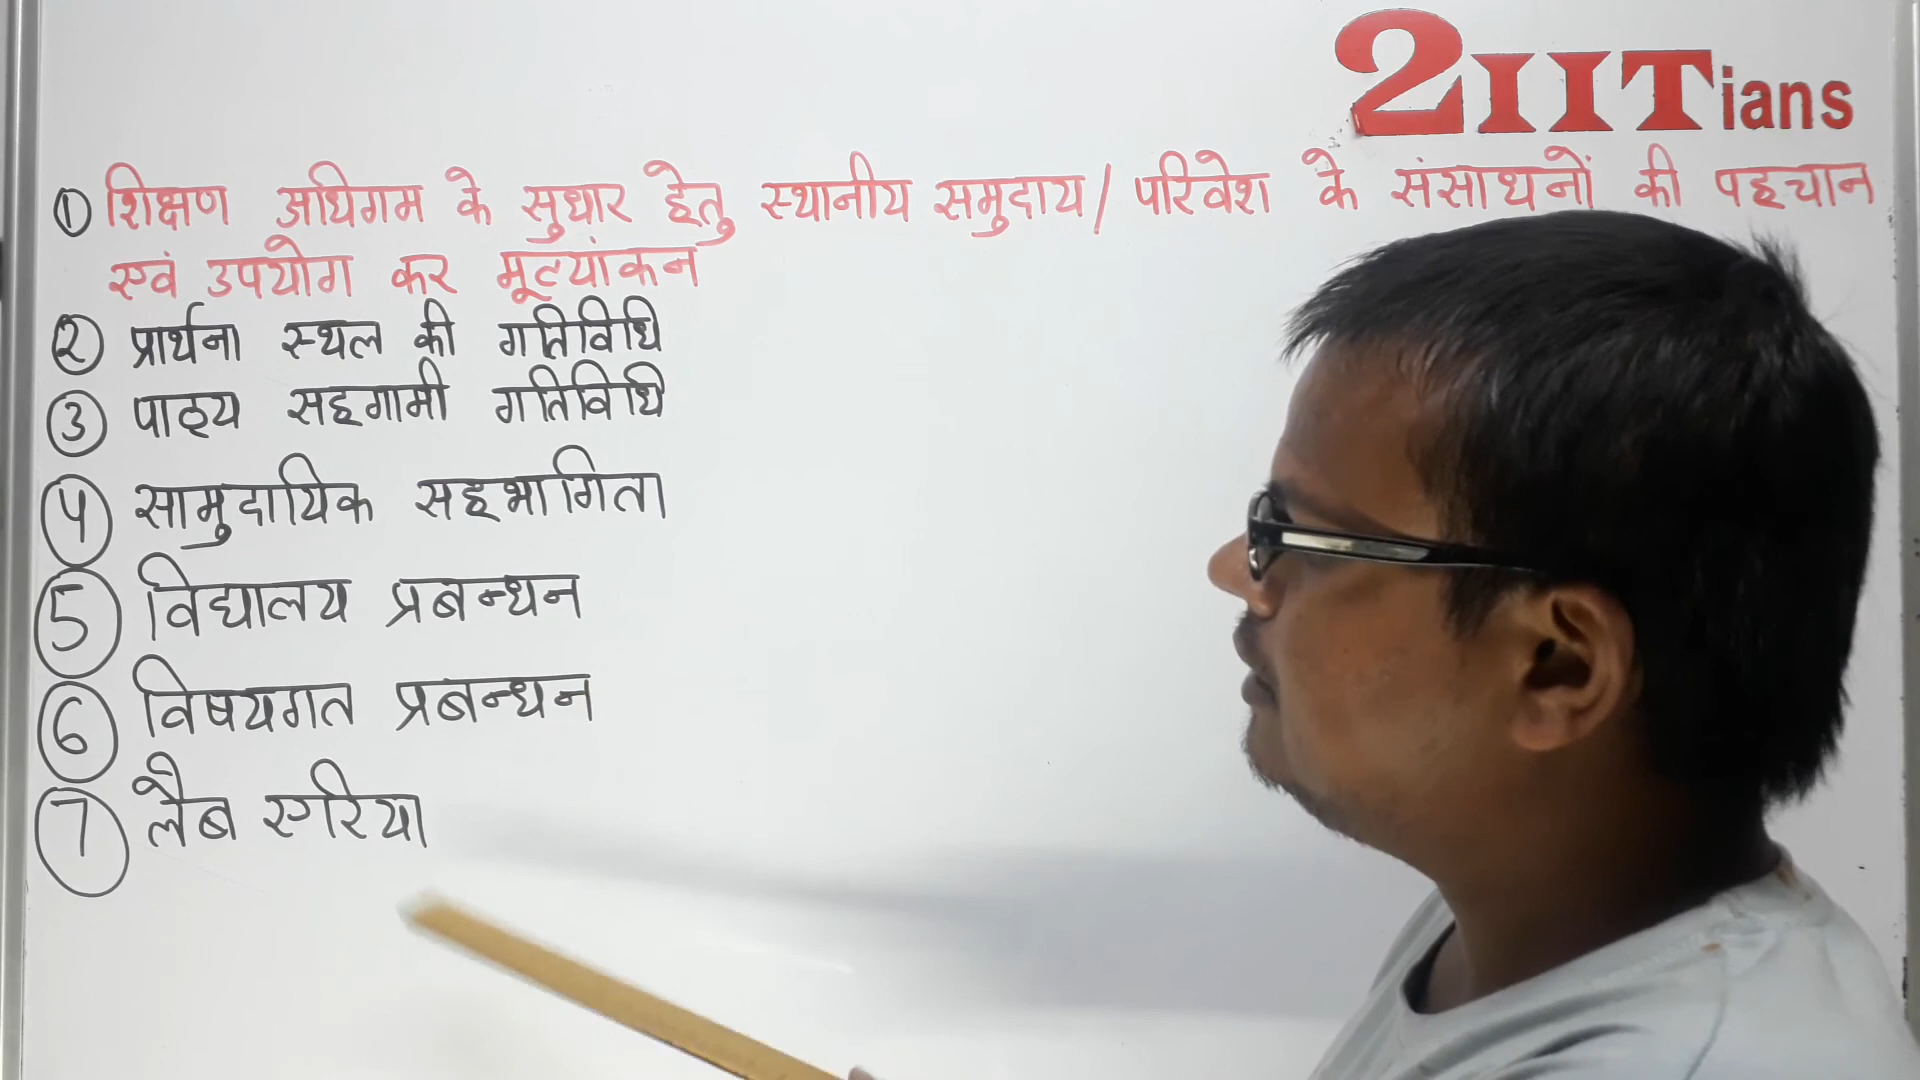 2IITians
① शिक्षण अधिगम के सुधार हेतु स्थानीय समुदाय/ परिवेश के संसाधनों की पहचान
एवं उपयोग कर मूल्यांकन
② प्रार्थना स्थल की गतिविधि
③ पाठ्य सहगामी गतिविधि
④ सामुदायिक सहभागिता
⑤ विद्यालय प्रबन्धन
⑥ विषयगत प्रबन्धन
⑦ लैब एरिया